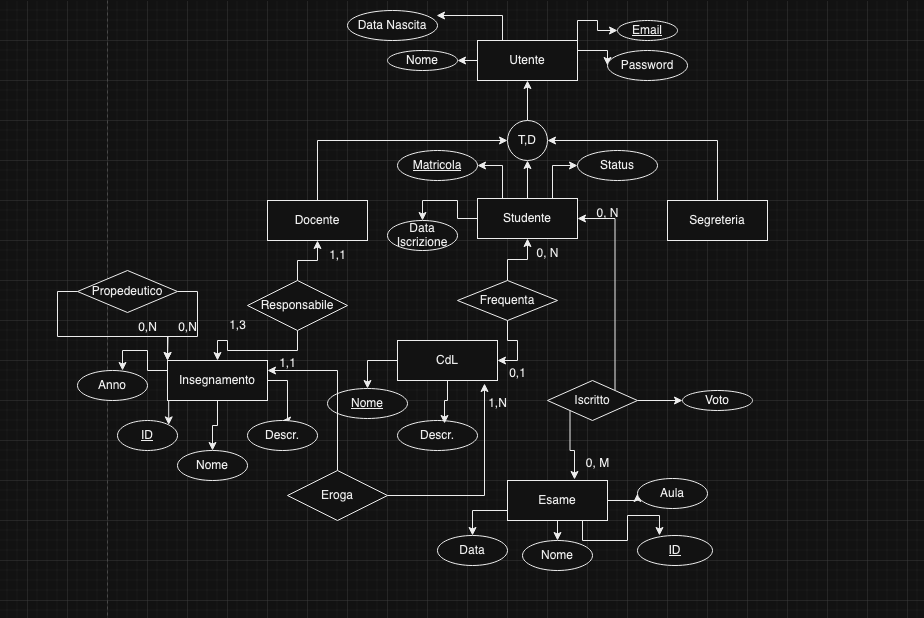 Data Nascita
Email
Nome
Utente
Password
T,D
Matricola
Status
Docente
Data
Iscrizione
Studente
0, N
Segreteria
1,1
0, N
Propedeutico
Responsabile
Frequenta
0,N
0,N
1,3
1,1
CdL
0,1
Anno
Insegnamento
Nome
1,N
Iscritto
Voto
ID
Descr.
Descr.
Nome
0, M
Eroga
Esame
Aula
Data
Nome
ID